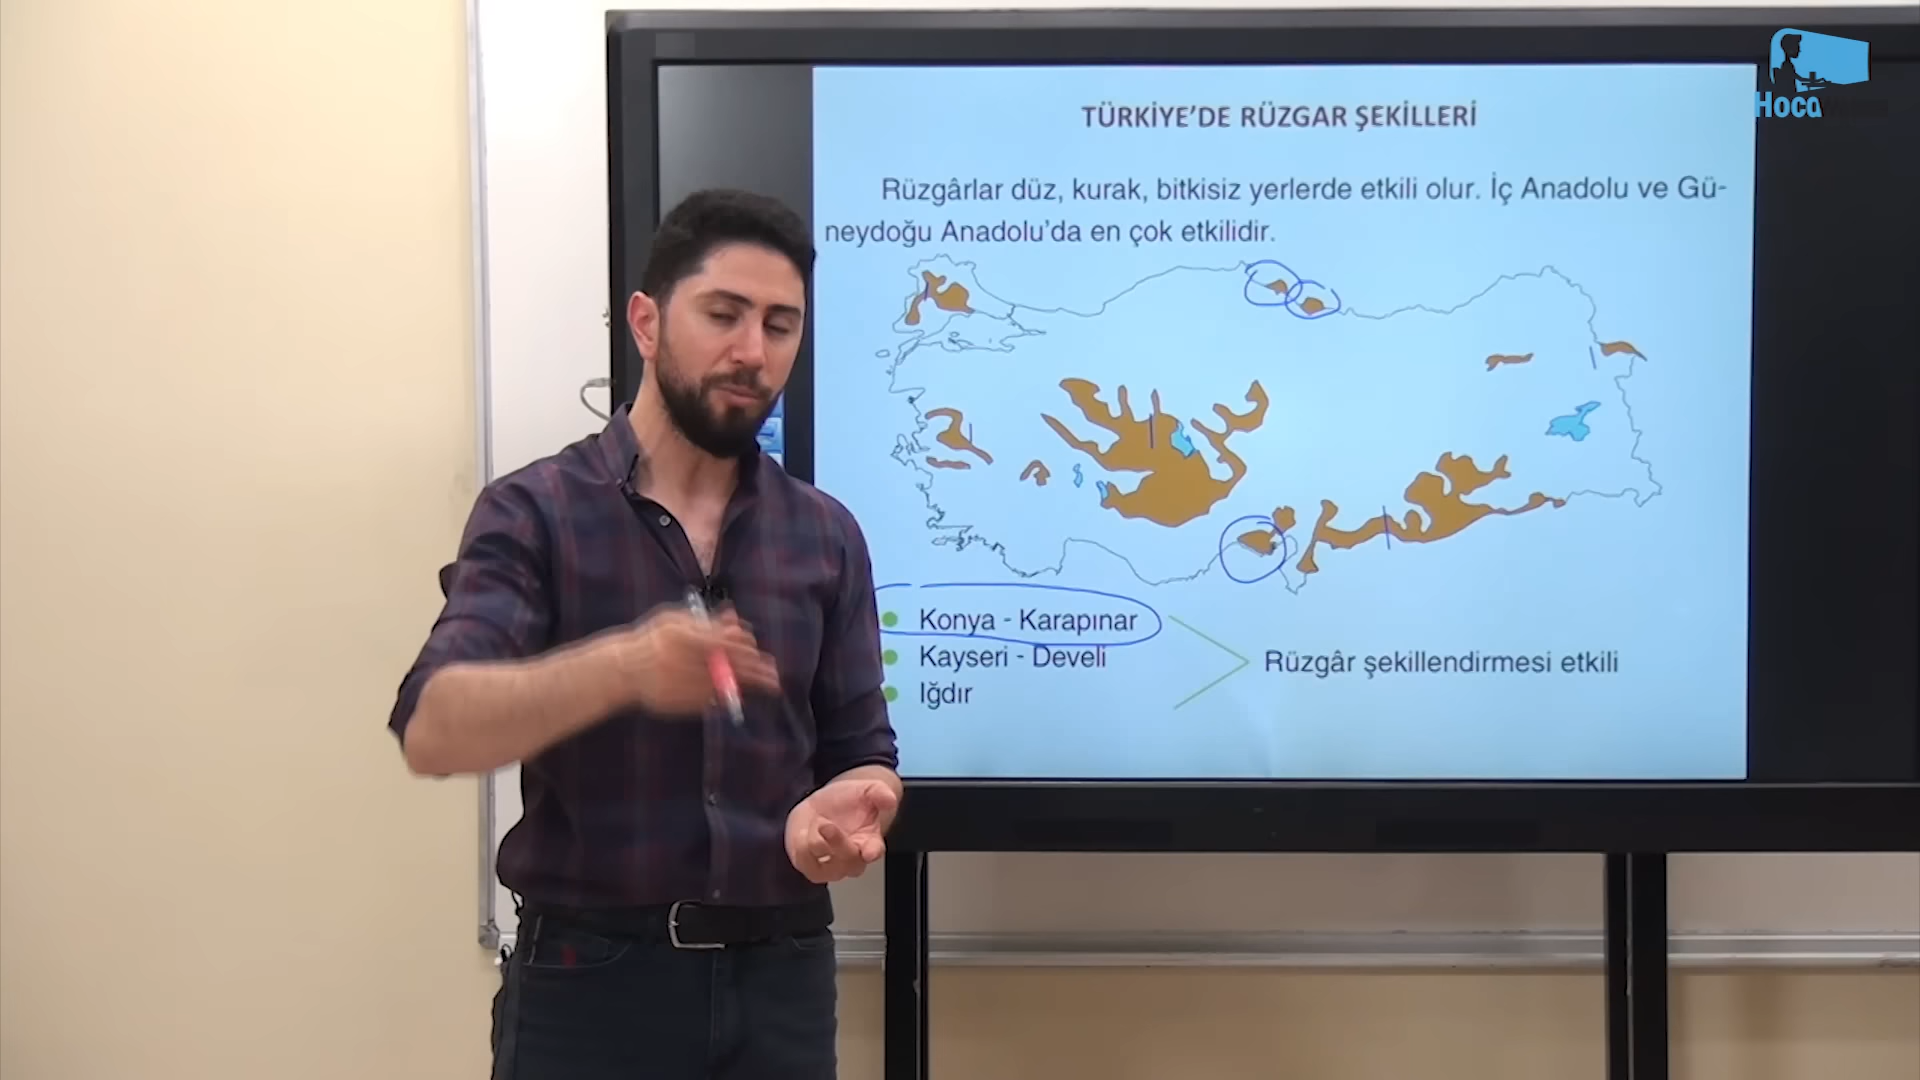 Hoca
TÜRKİYE'DE RÜZGAR ŞEKİLLERİ
Rüzgârlar düz, kurak, bitkisiz yerlerde etkili olur. İç Anadolu ve Gü-
neydoğu Anadolu'da en çok etkilidir.
Konya - Karapınar
Kayseri - Develi
Iğdır
Rüzgâr şekillendirmesi etkili